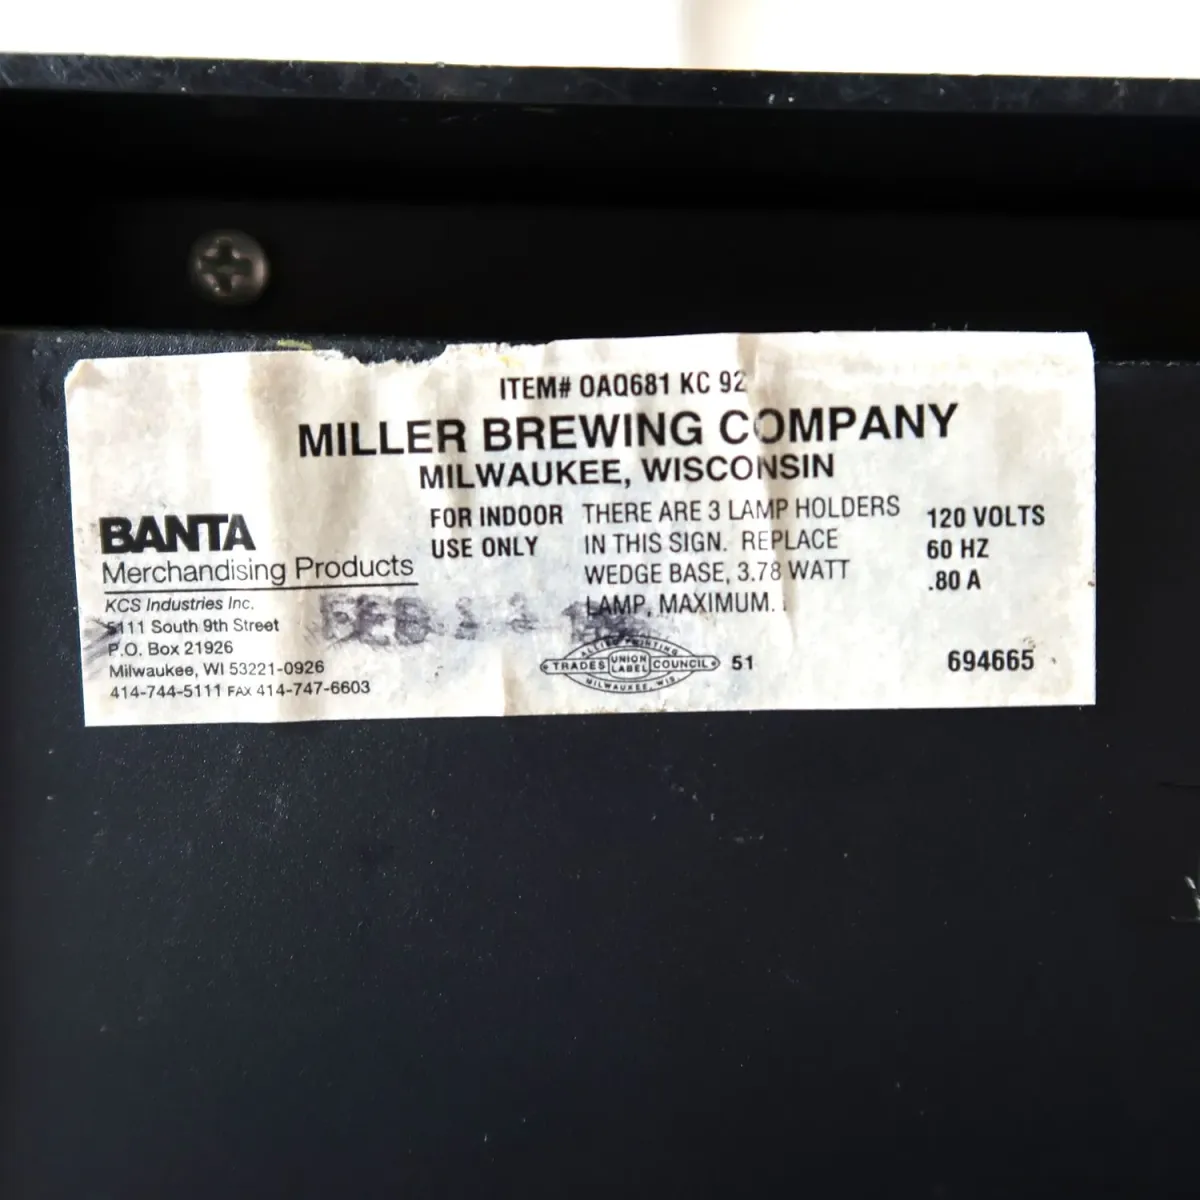 ITEM# 0AQ681 KC 92
MILLER BREWING COMPANY
MILWAUKEE, WISCONSIN
BANTA
Merchandising Products
KCS Industries Inc.
5111 South 9th Street
P.O. Box 21926
Milwaukee, WI 53221-0926
414-744-5111 FAX 414-747-6603
FOR INDOOR
USE ONLY
THERE ARE 3 LAMP HOLDERS
IN THIS SIGN. REPLACE
WEDGE BASE, 3.78 WATT
LAMP, MAXIMUM.
120 VOLTS
60 HZ
.80 A
FEB
ALLIED PRINTING
TRADES UNION LABEL COUNCIL
MILWAUKEE, WIS.
51
694665